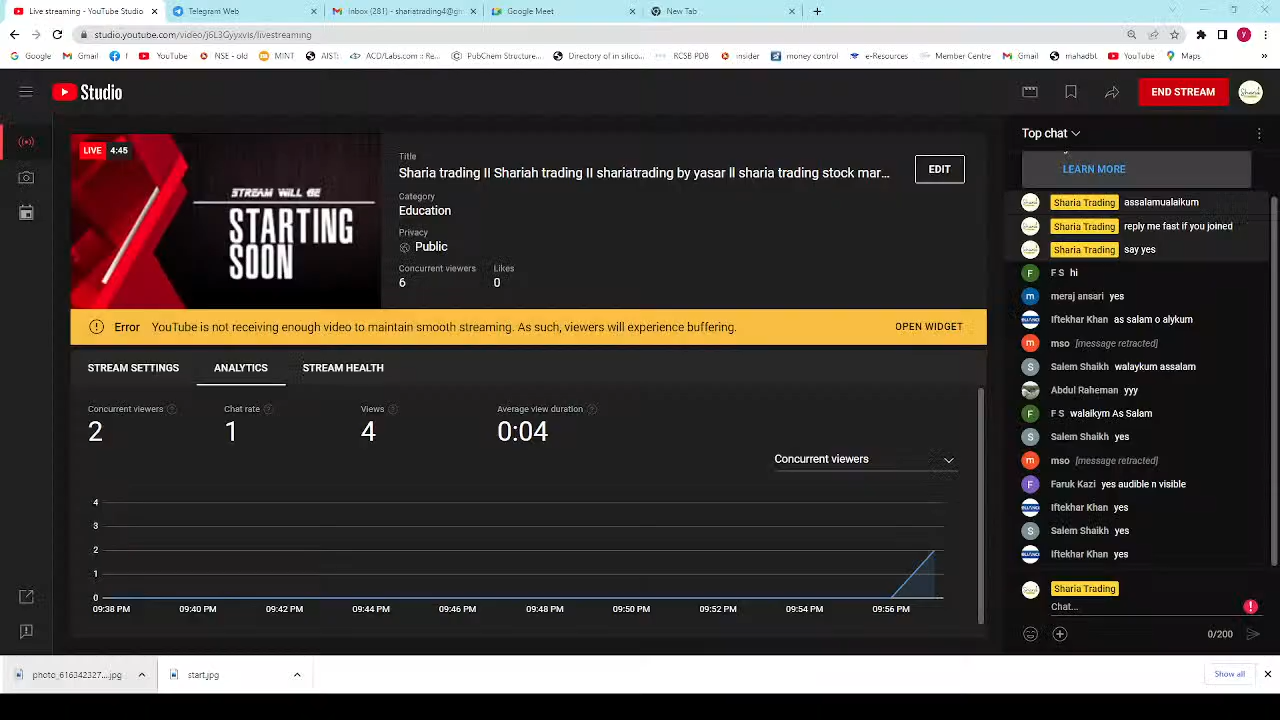 Live streaming - YouTube Studio
Telegram Web
Inbox (281) - shariatrading4@gm
Google Meet
New Tab
studio.youtube.com/video/j6L3Gyyxvls/livestreaming
Google
Gmail
YouTube
NSE - old
MINT
AIST:
ACD/Labs.com :: Re...
PubChem Structure...
Directory of in silico...
RCSB PDB
insider
money control
e-Resources
Member Centre
Gmail
mahadbt
YouTube
Maps
Studio
END STREAM
LIVE 4:45
STREAM WILL BE
STARTING
SOON
Title
Sharia trading II Shariah trading II shariatrading by yasar II sharia trading stock mar...
EDIT
Category
Education
Privacy
Public
Concurrent viewers
6
Likes
0
Error YouTube is not receiving enough video to maintain smooth streaming. As such, viewers will experience buffering.
OPEN WIDGET
STREAM SETTINGS
ANALYTICS
STREAM HEALTH
Concurrent viewers
2
Chat rate
1
Views
4
Average view duration
0:04
Concurrent viewers
4
3
2
1
0
09:38 PM 09:40 PM 09:42 PM 09:44 PM 09:46 PM 09:48 PM 09:50 PM 09:52 PM 09:54 PM 09:56 PM
Top chat
LEARN MORE
Sharia Trading assalamualaikum
Sharia Trading reply me fast if you joined
Sharia Trading say yes
F S hi
meraj ansari yes
Iftekhar Khan as salam o alykum
mso [message retracted]
Salem Shaikh walaykum assalam
Abdul Raheman yyy
F S walaikym As Salam
Salem Shaikh yes
mso [message retracted]
Faruk Kazi yes audible n visible
Iftekhar Khan yes
Salem Shaikh yes
Iftekhar Khan yes
Sharia Trading
Chat...
0/200
photo_616342327....jpg
start.jpg
Show all